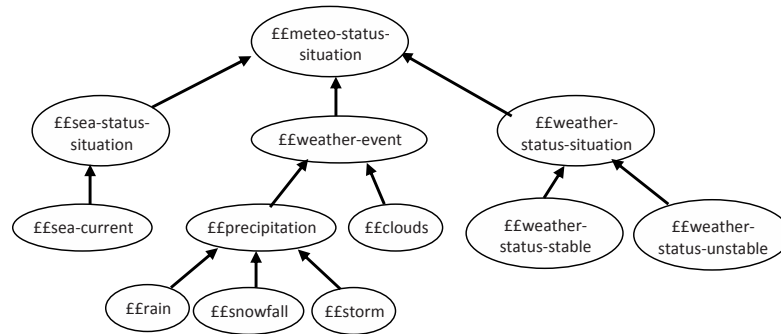 ££meteo-status-
situation
££sea-status-
situation
££weather-event
££weather-
status-situation
££sea-current
££precipitation
££clouds
££weather-
status-stable
££weather-
status-unstable
££rain
££snowfall
££storm